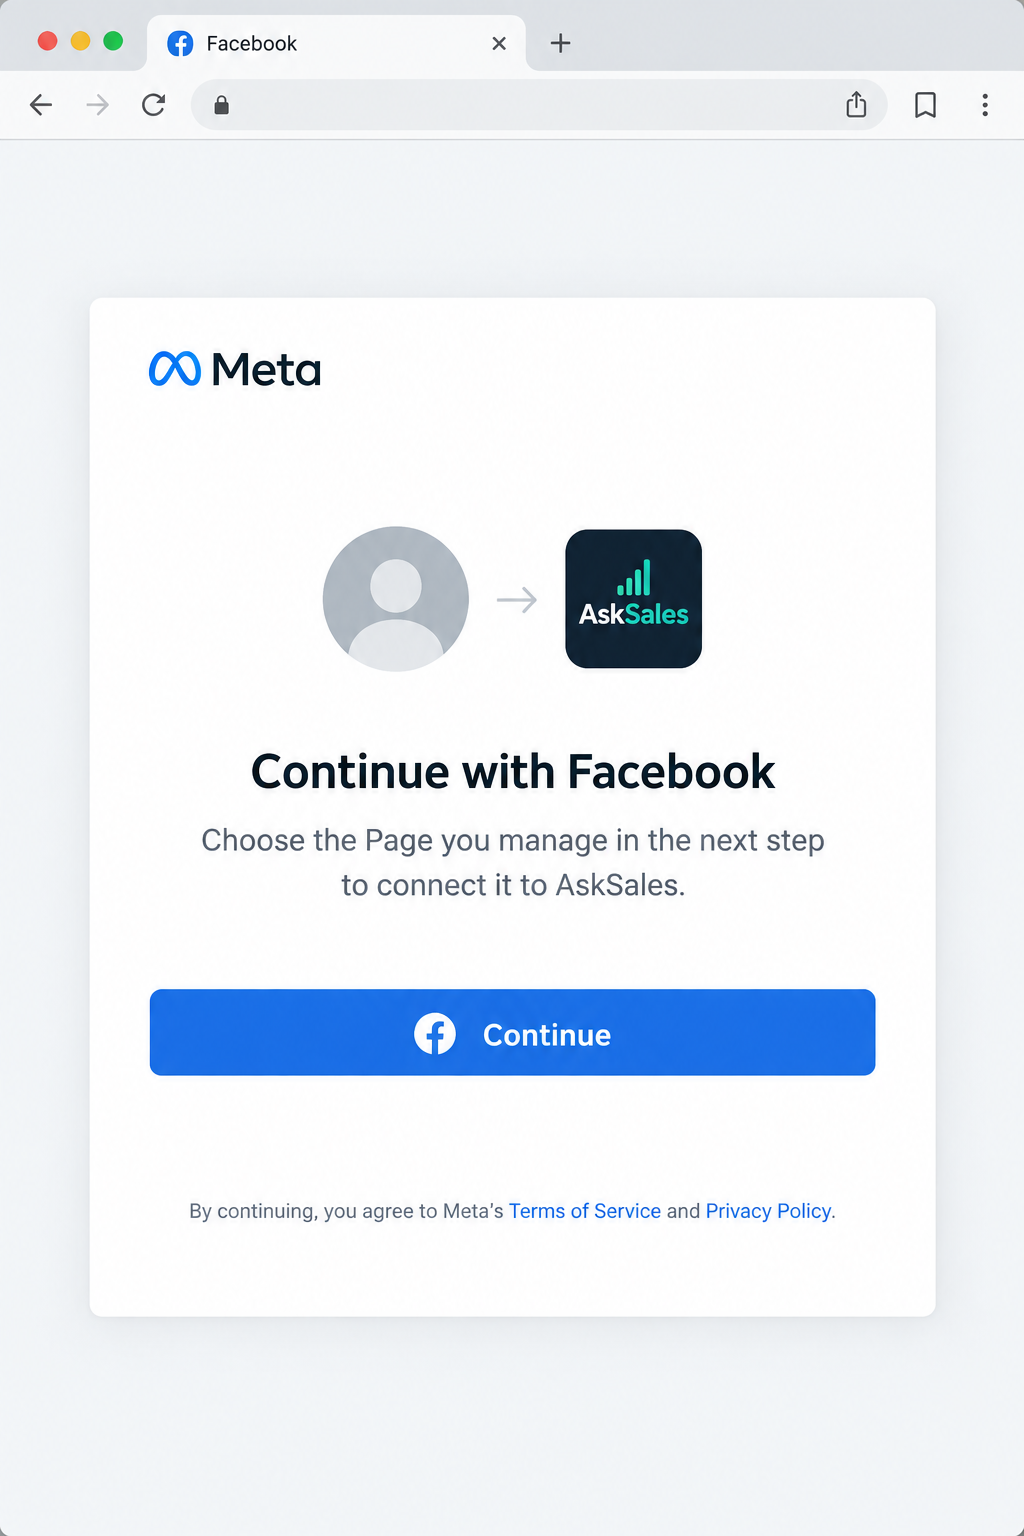 Facebook
Meta
AskSales
Continue with Facebook
Choose the Page you manage in the next step
to connect it to AskSales.
Continue
By continuing, you agree to Meta's Terms of Service and Privacy Policy.